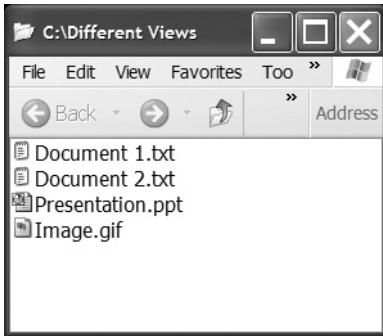 C:\Different Views
File Edit View Favorites Too »
Back » Address
Document 1.txt
Document 2.txt
Presentation.ppt
Image.gif